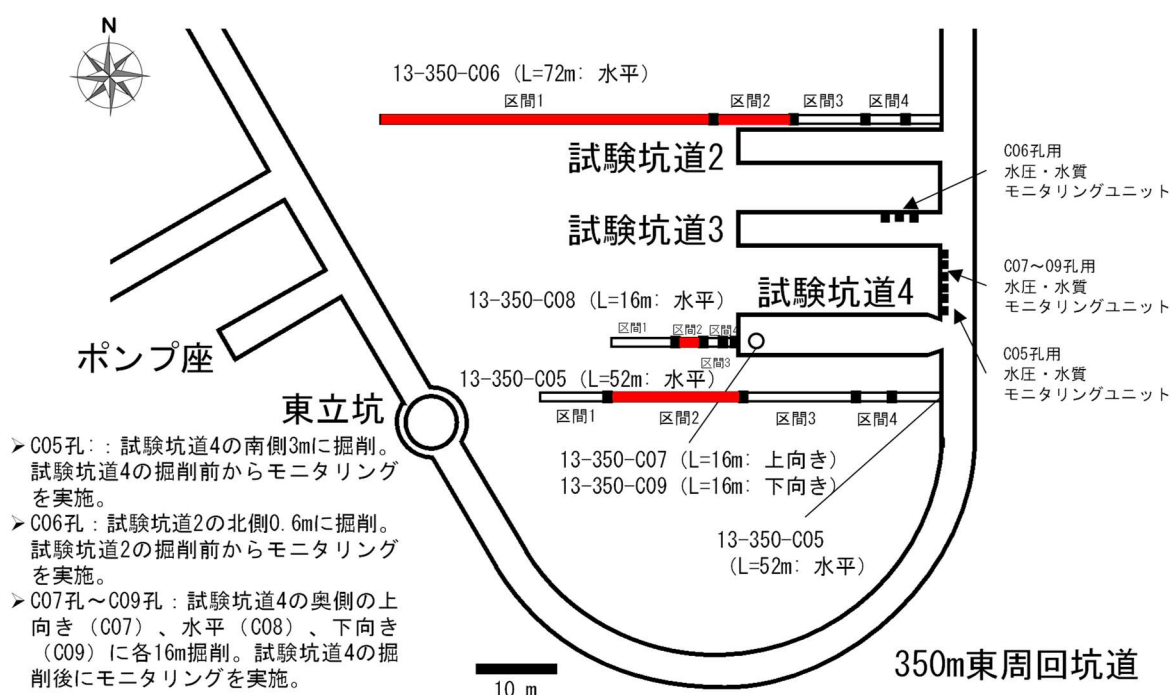 N
13-350-C06 (L=72m: 水平)
区間1
区間2
区間3
区間4
試験坑道2
C06孔用
水圧・水質
モニタリングユニット
試験坑道3
C07～09孔用
水圧・水質
モニタリングユニット
試験坑道4
13-350-C08 (L=16m: 水平)
区間1
区間2
区間4
区間3
C05孔用
水圧・水質
モニタリングユニット
ポンプ座
13-350-C05 (L=52m: 水平)
区間1
区間2
区間3
区間4
東立坑
13-350-C07 (L=16m: 上向き)
13-350-C09 (L=16m: 下向き)
13-350-C05
(L=52m: 水平)
➢ C05孔：：試験坑道4の南側3mに掘削。
試験坑道4の掘削前からモニタリング
を実施。
➢ C06孔：試験坑道2の北側0.6mに掘削。
試験坑道2の掘削前からモニタリング
を実施。
➢ C07孔～C09孔：試験坑道4の奥側の上
向き（C07）、水平（C08）、下向き
（C09）に各16m掘削。試験坑道4の掘
削後にモニタリングを実施。
10 m
350m東周回坑道